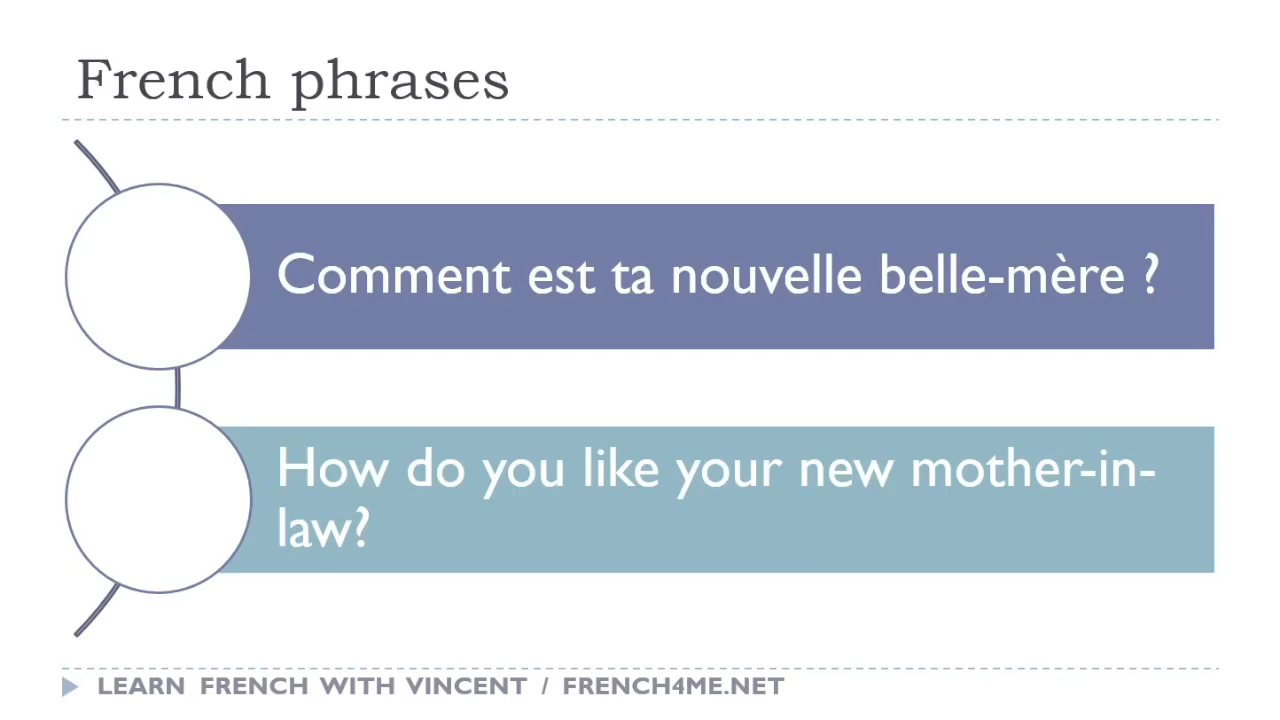 French phrases
Comment est ta nouvelle belle-mère ?
How do you like your new mother-in-
law?
LEARN FRENCH WITH VINCENT / FRENCH4ME.NET